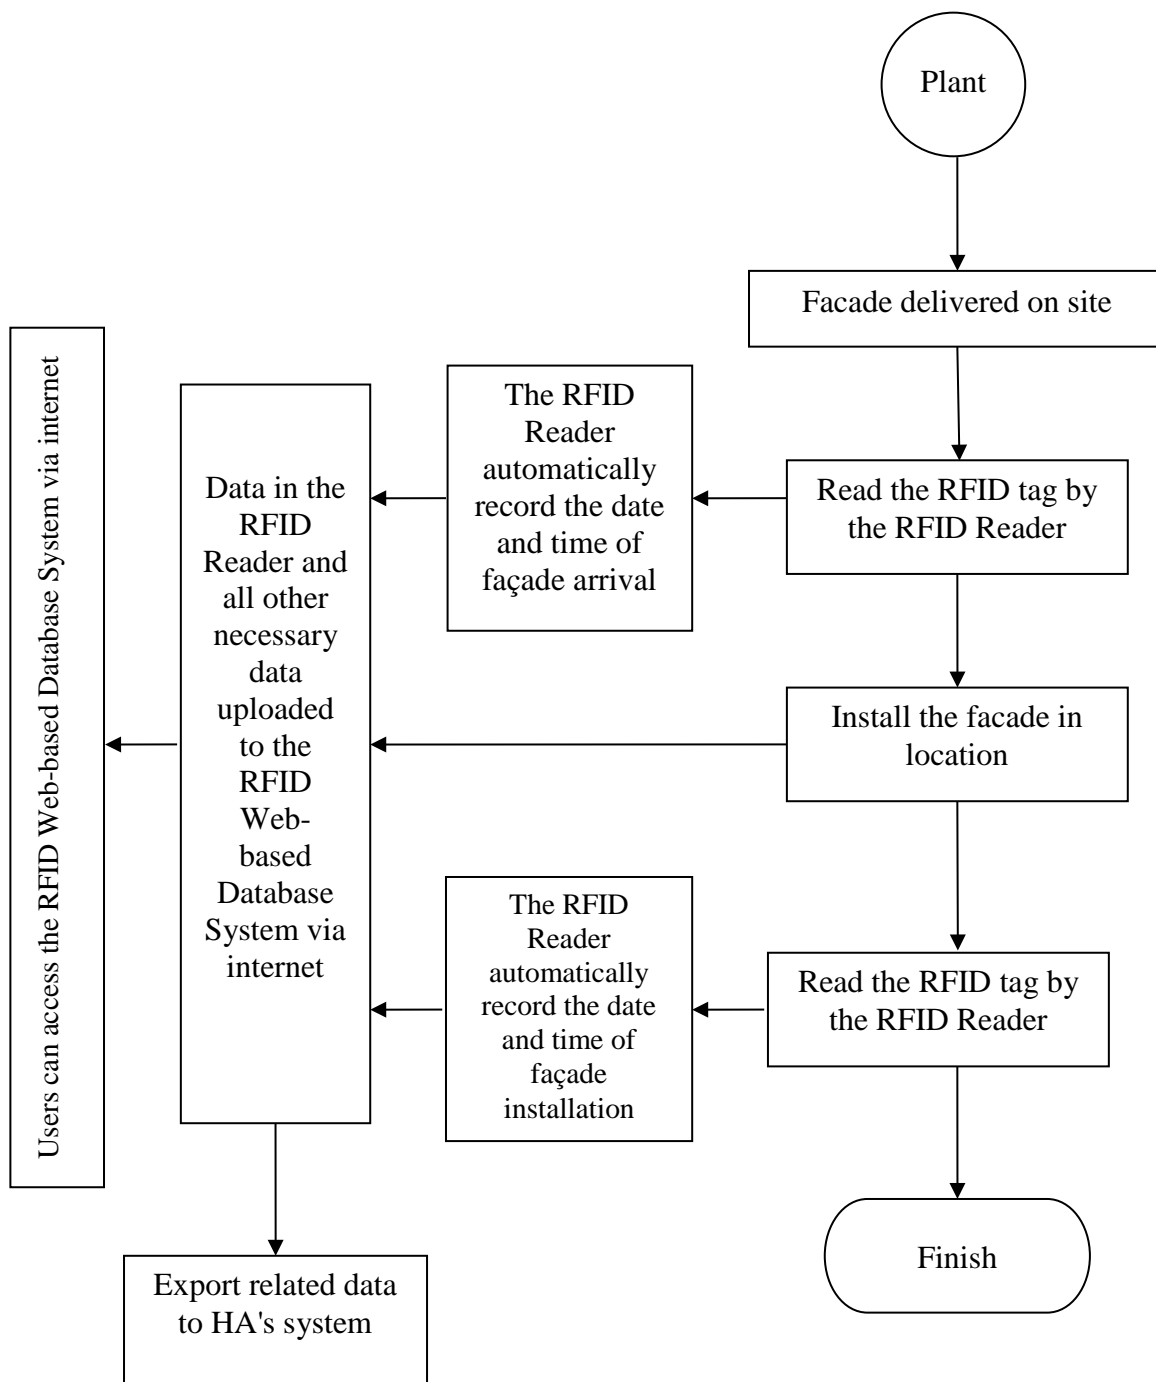 Plant
Facade delivered on site
Users can access the RFID Web-based Database System via internet
Data in the
RFID
Reader and
all other
necessary
data
uploaded
to the
RFID
Web-
based
Database
System via
internet
The RFID
Reader
automatically
record the date
and time of
façade arrival
Read the RFID tag by
the RFID Reader
Install the facade in
location
The RFID
Reader
automatically
record the date
and time of
façade
installation
Read the RFID tag by
the RFID Reader
Export related data
to HA's system
Finish